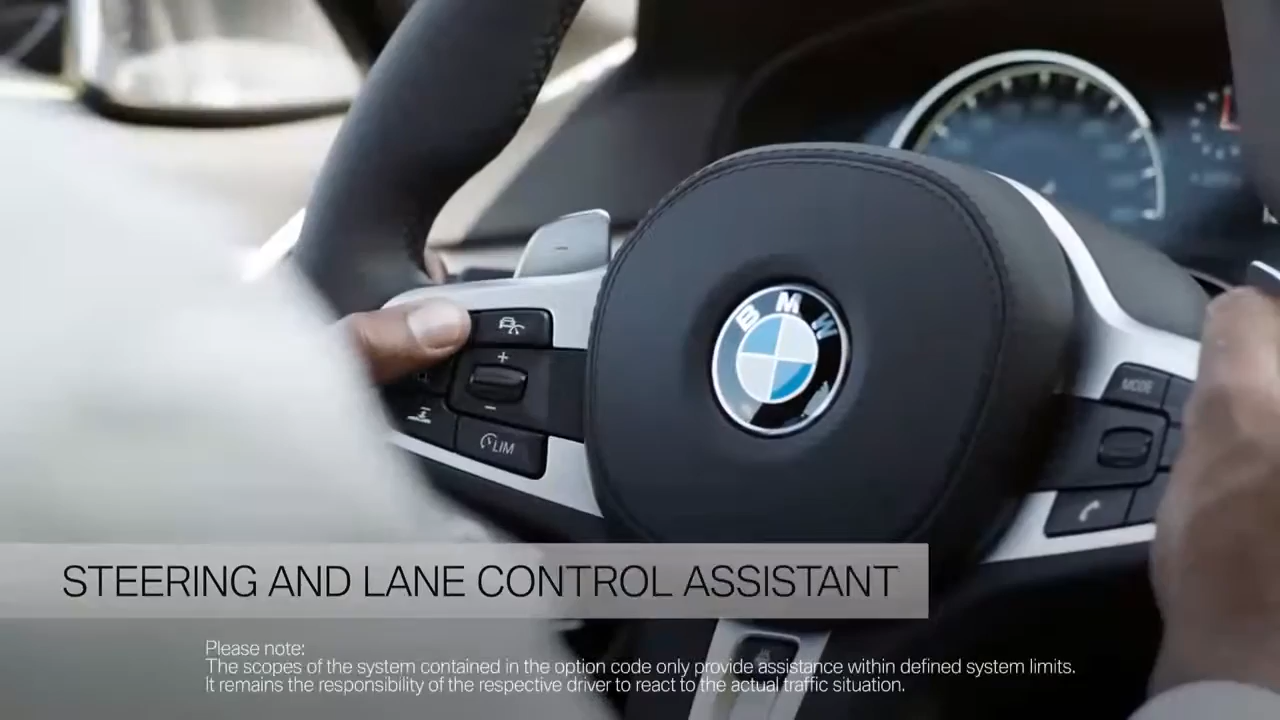 BMW
+
−
LIM
MODE
STEERING AND LANE CONTROL ASSISTANT
Please note:
The scopes of the system contained in the option code only provide assistance within defined system limits.
It remains the responsibility of the respective driver to react to the actual traffic situation.